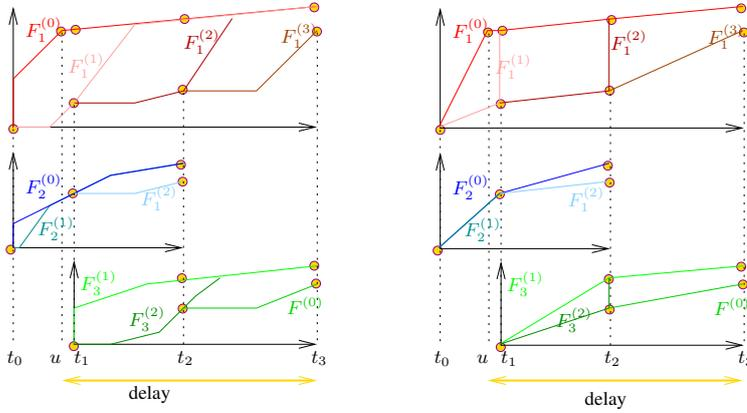 F_1^{(0)} F_1^{(1)} F_1^{(2)} F_1^{(3)}
F_2^{(0)} F_1^{(2)}
F_2^{(1)}
F_3^{(1)} F_3^{(2)} F^{(0)}
t_0 u t_1 t_2 t_3
delay
F_1^{(0)} F_1^{(1)} F_1^{(2)} F_1^{(3)}
F_2^{(0)} F_1^{(2)}
F_2^{(1)}
F_3^{(1)} F_3^{(2)} F^{(0)}
t_0 u t_1 t_2
delay